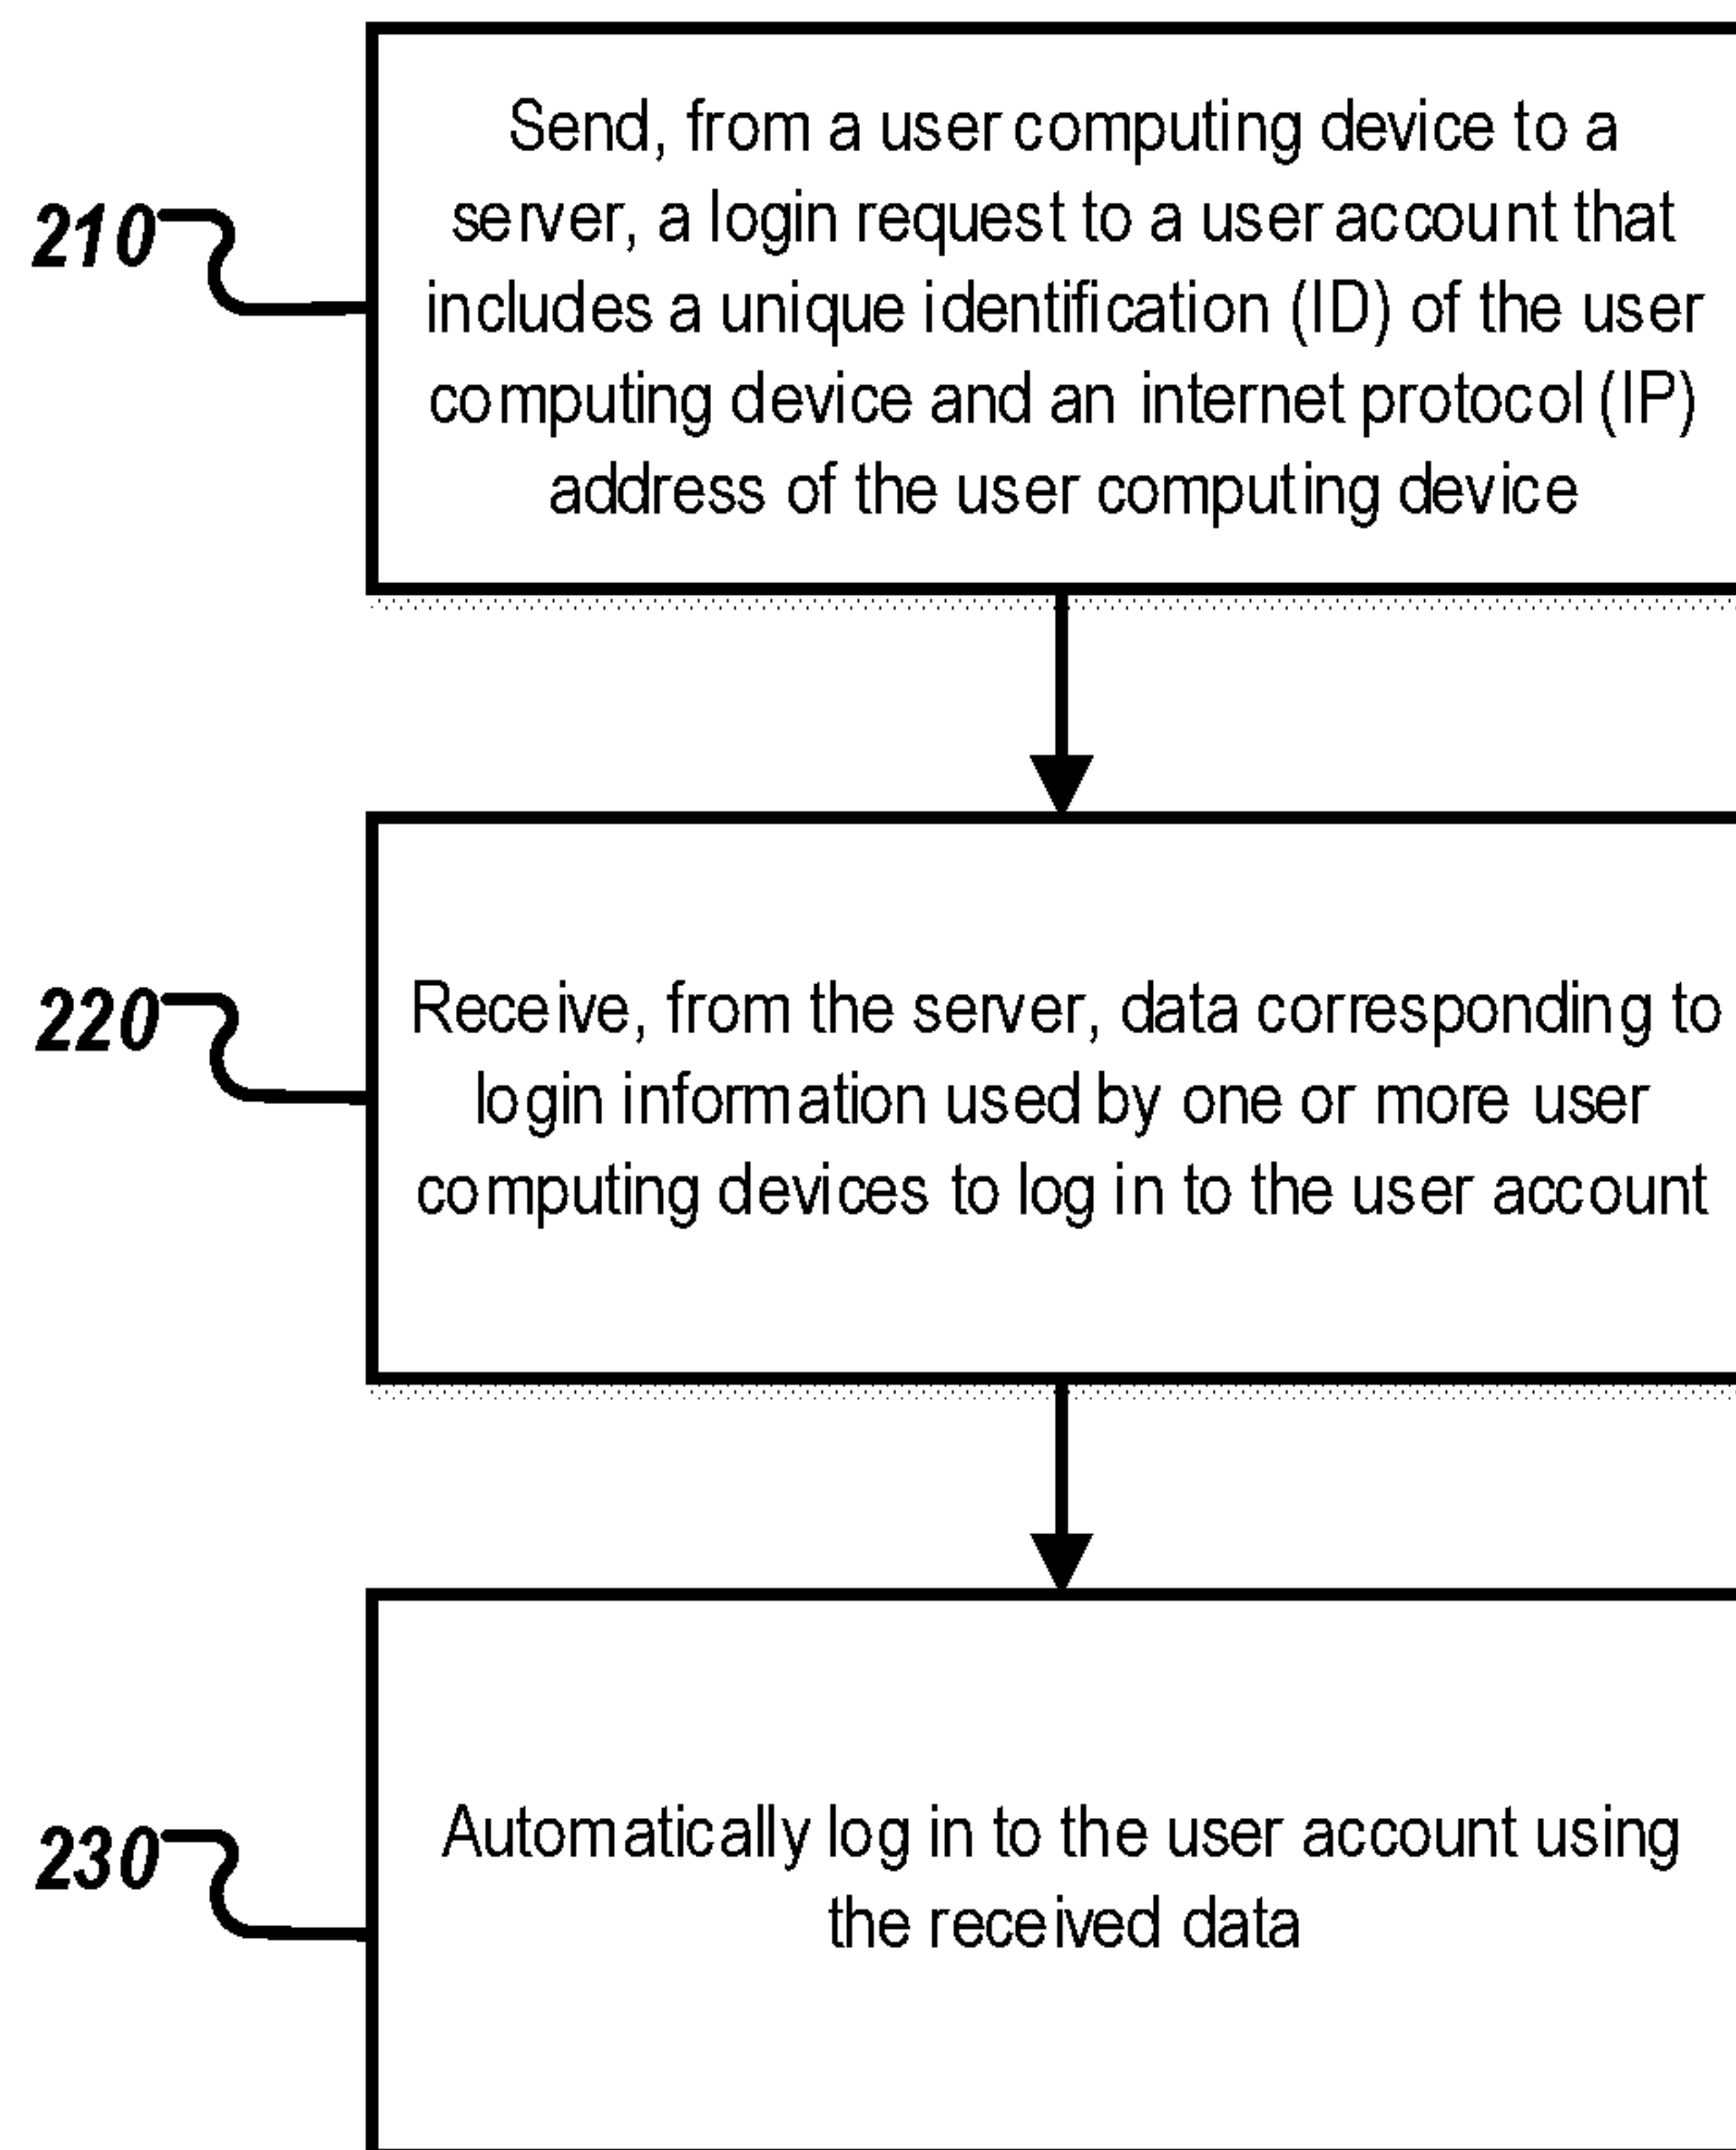 Send, from a user computing device to a
server, a login request to a user account that
210
includes a unique identification (ID) of the user
computing device and an internet protocol (IP)
address of the user computing device
220
Receive, from the server, data corresponding to
login information used by one or more user
computing devices to log in to the user account
230
Automatically log in to the user account using
the received data